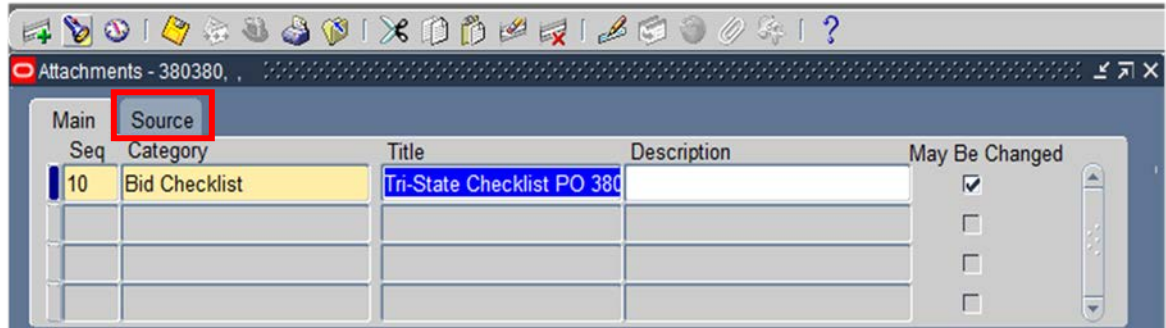 ?
Attachments - 380380, ,
Main Source
Seq Category Title Description May Be Changed
10 Bid Checklist Tri-State Checklist PO 380